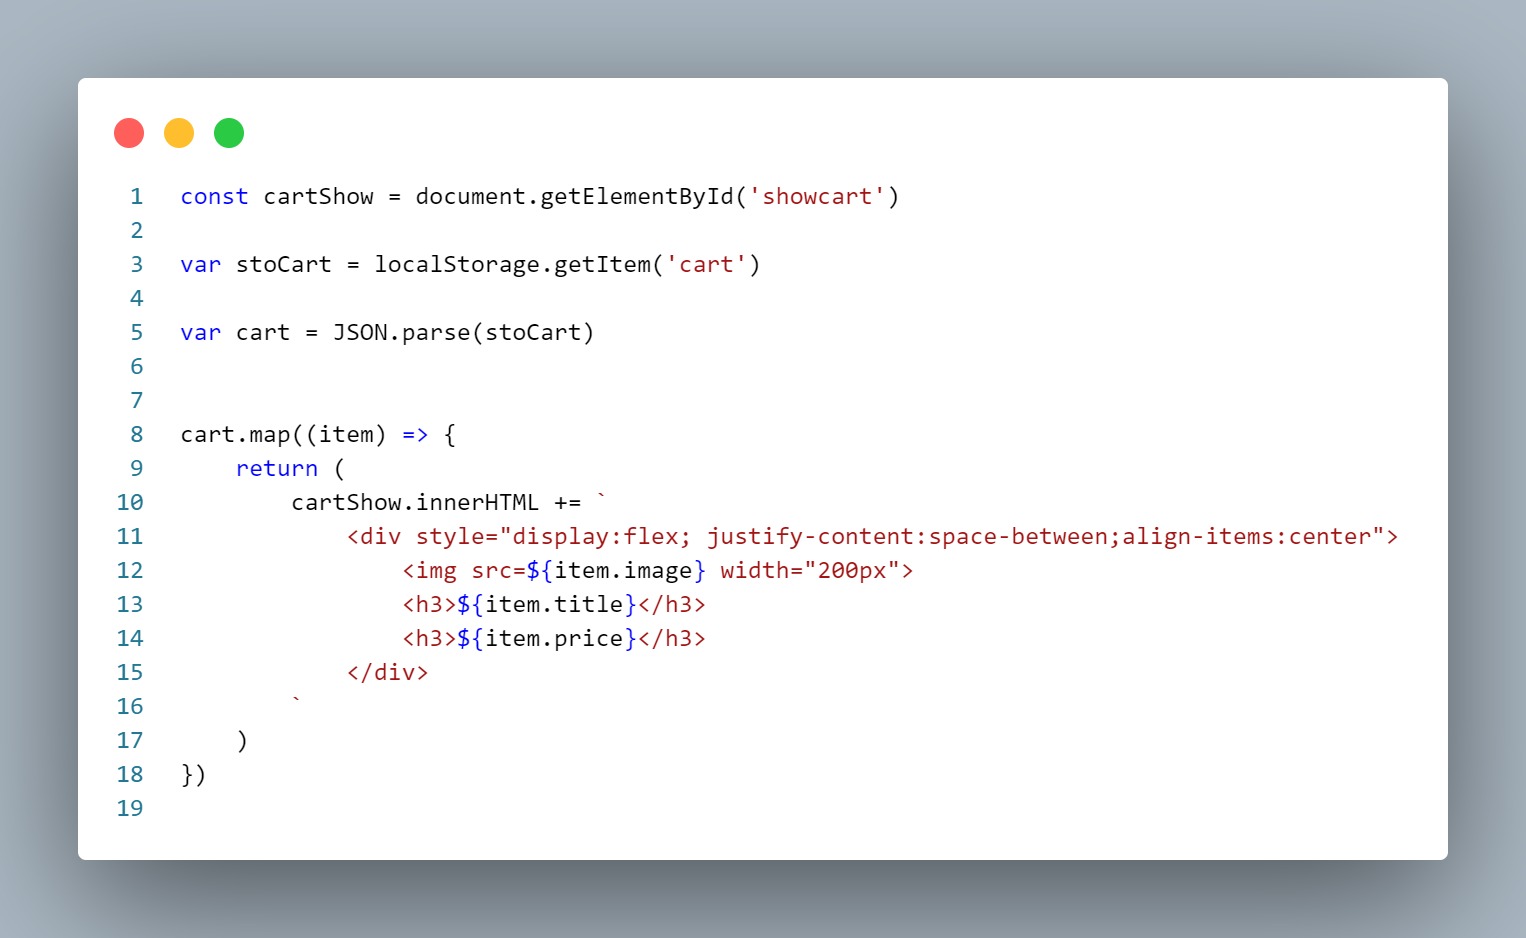 1 const cartShow = document.getElementById('showcart')
2
3 var stoCart = localStorage.getItem('cart')
4
5 var cart = JSON.parse(stoCart)
6
7
8 cart.map((item) => {
9     return (
10         cartShow.innerHTML += `
11             <div style="display:flex; justify-content:space-between;align-items:center">
12                 <img src=${item.image} width="200px">
13                 <h3>${item.title}</h3>
14                 <h3>${item.price}</h3>
15             </div>
16         `
17     )
18 })
19